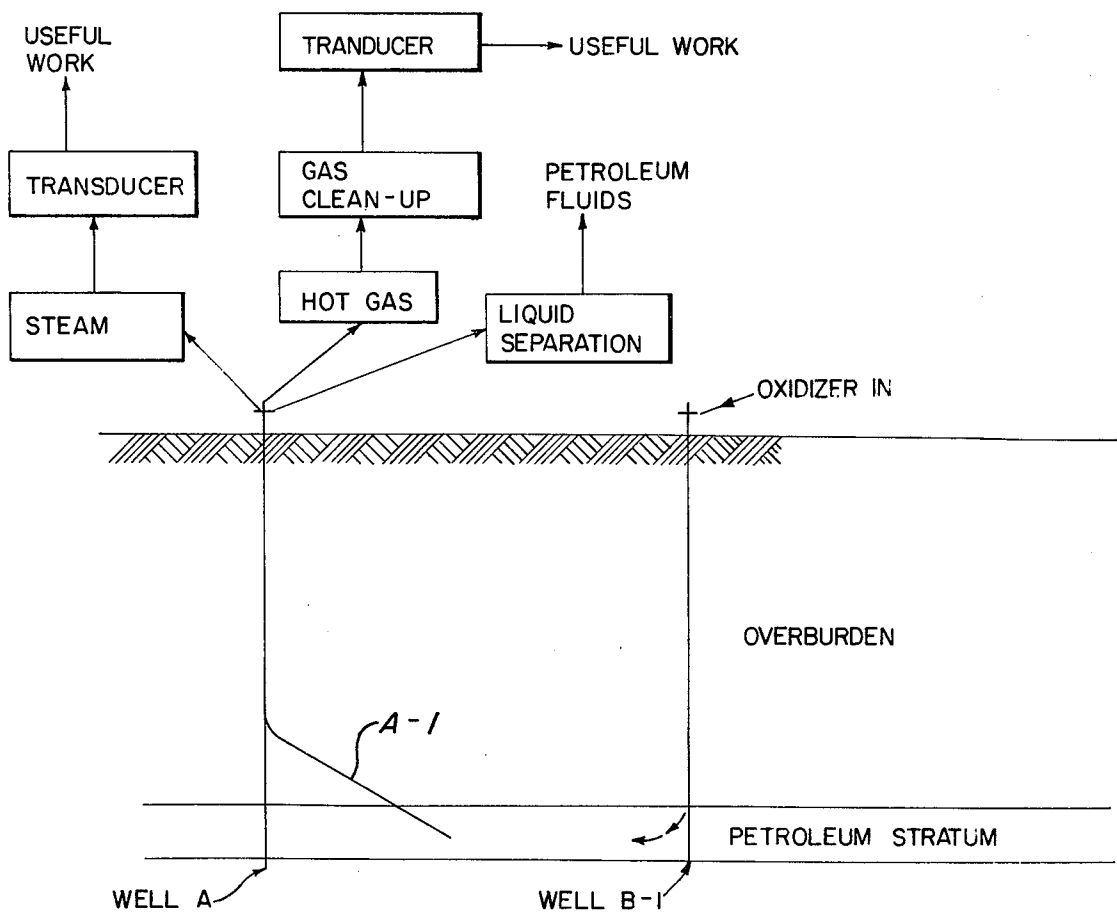 USEFUL
WORK
TRANDUCER
USEFUL WORK
TRANSDUCER
GAS
CLEAN-UP
PETROLEUM
FLUIDS
STEAM
HOT GAS
LIQUID
SEPARATION
OXIDIZER IN
OVERBURDEN
A-1
PETROLEUM STRATUM
WELL A
WELL B-1